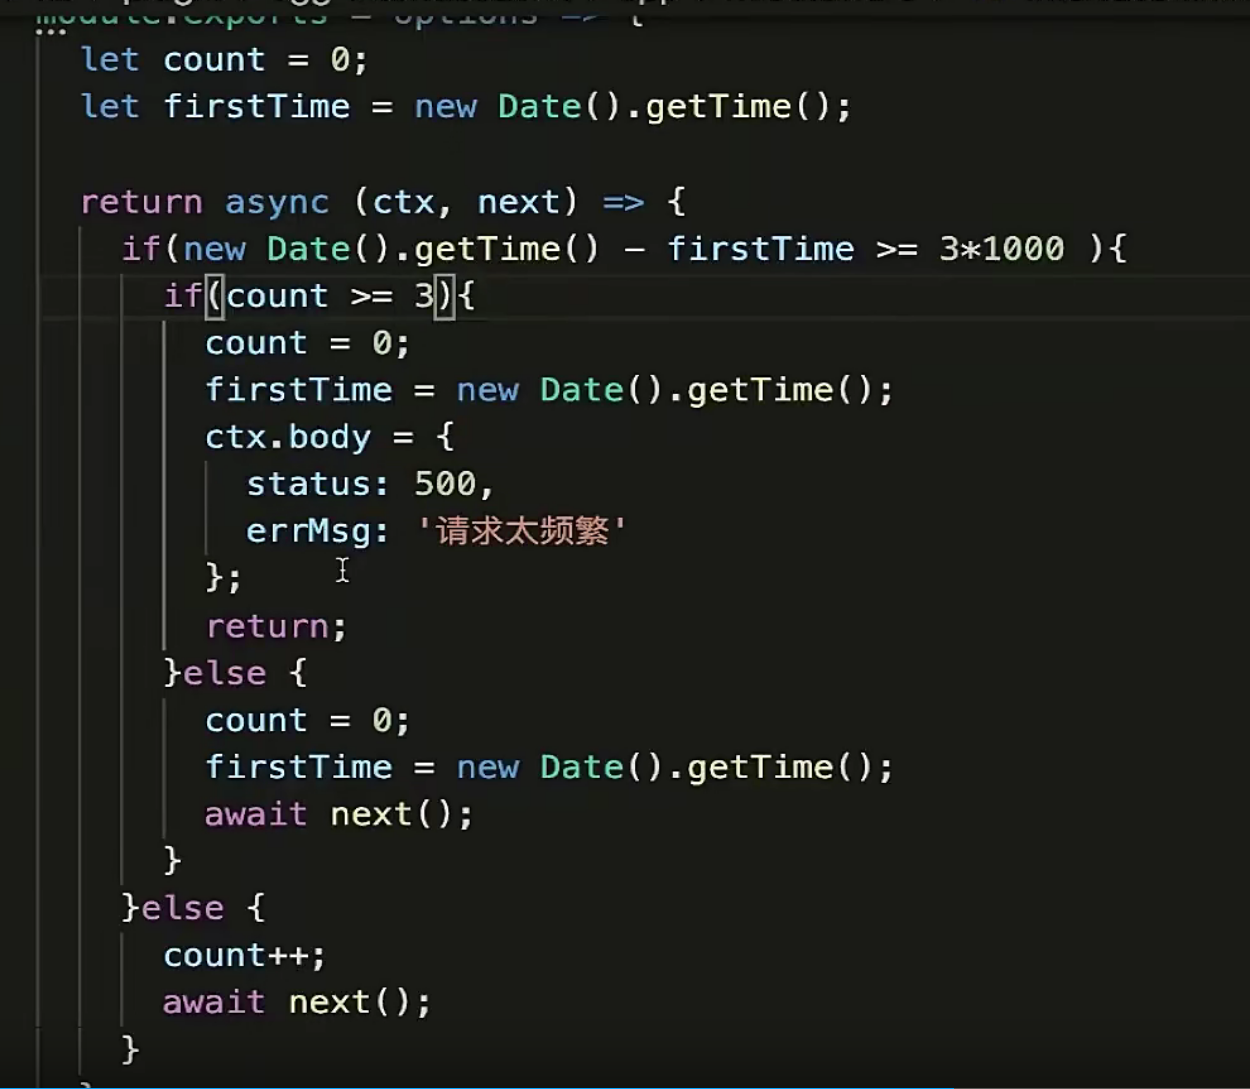 module.exports = options => {
let count = 0;
let firstTime = new Date().getTime();
return async (ctx, next) => {
if(new Date().getTime() - firstTime >= 3*1000 ){
if(count >= 3){
count = 0;
firstTime = new Date().getTime();
ctx.body = {
status: 500,
errMsg: '请求太频繁'
};
return;
}else {
count = 0;
firstTime = new Date().getTime();
await next();
}
}else {
count++;
await next();
}